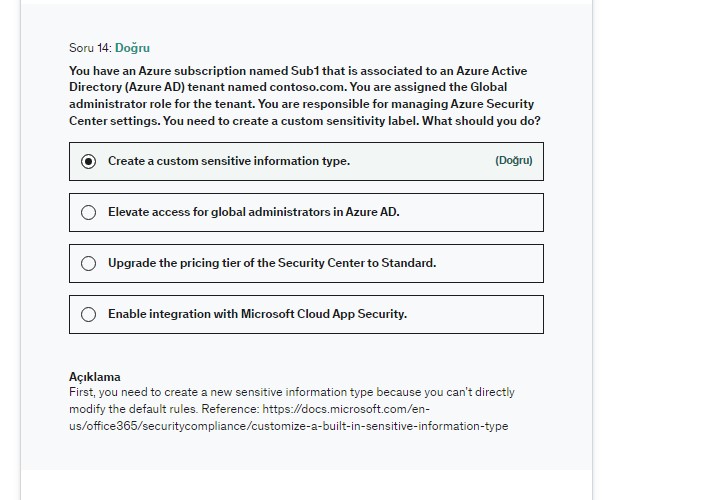 Soru 14: Doğru
You have an Azure subscription named Sub1 that is associated to an Azure Active
Directory (Azure AD) tenant named contoso.com. You are assigned the Global
administrator role for the tenant. You are responsible for managing Azure Security
Center settings. You need to create a custom sensitivity label. What should you do?
Create a custom sensitive information type. (Doğru)
Elevate access for global administrators in Azure AD.
Upgrade the pricing tier of the Security Center to Standard.
Enable integration with Microsoft Cloud App Security.
Açıklama
First, you need to create a new sensitive information type because you can't directly
modify the default rules. Reference: https://docs.microsoft.com/en-
us/office365/securitycompliance/customize-a-built-in-sensitive-information-type